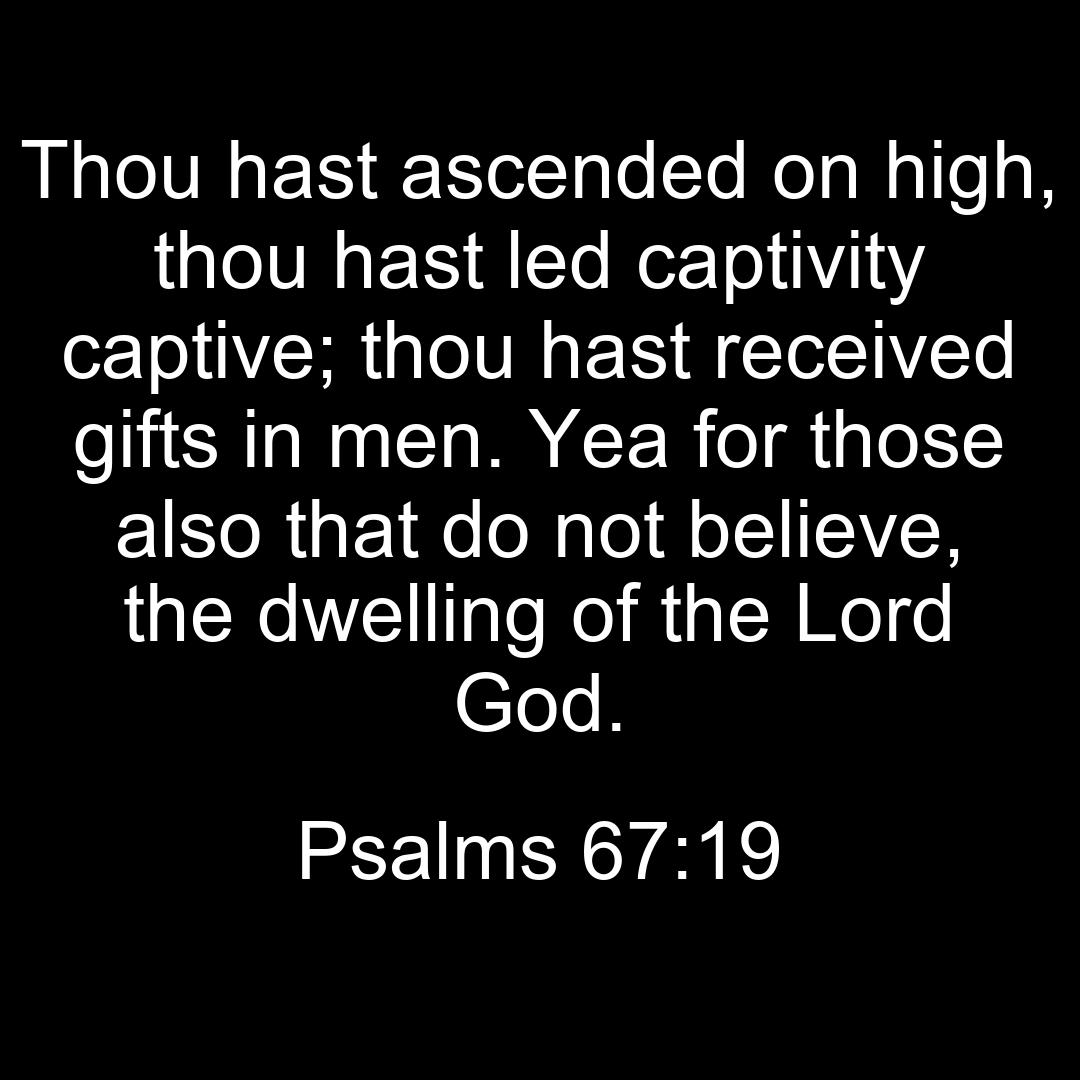 Thou hast ascended on high,
thou hast led captivity
captive; thou hast received
gifts in men. Yea for those
also that do not believe,
the dwelling of the Lord
God.
Psalms 67:19